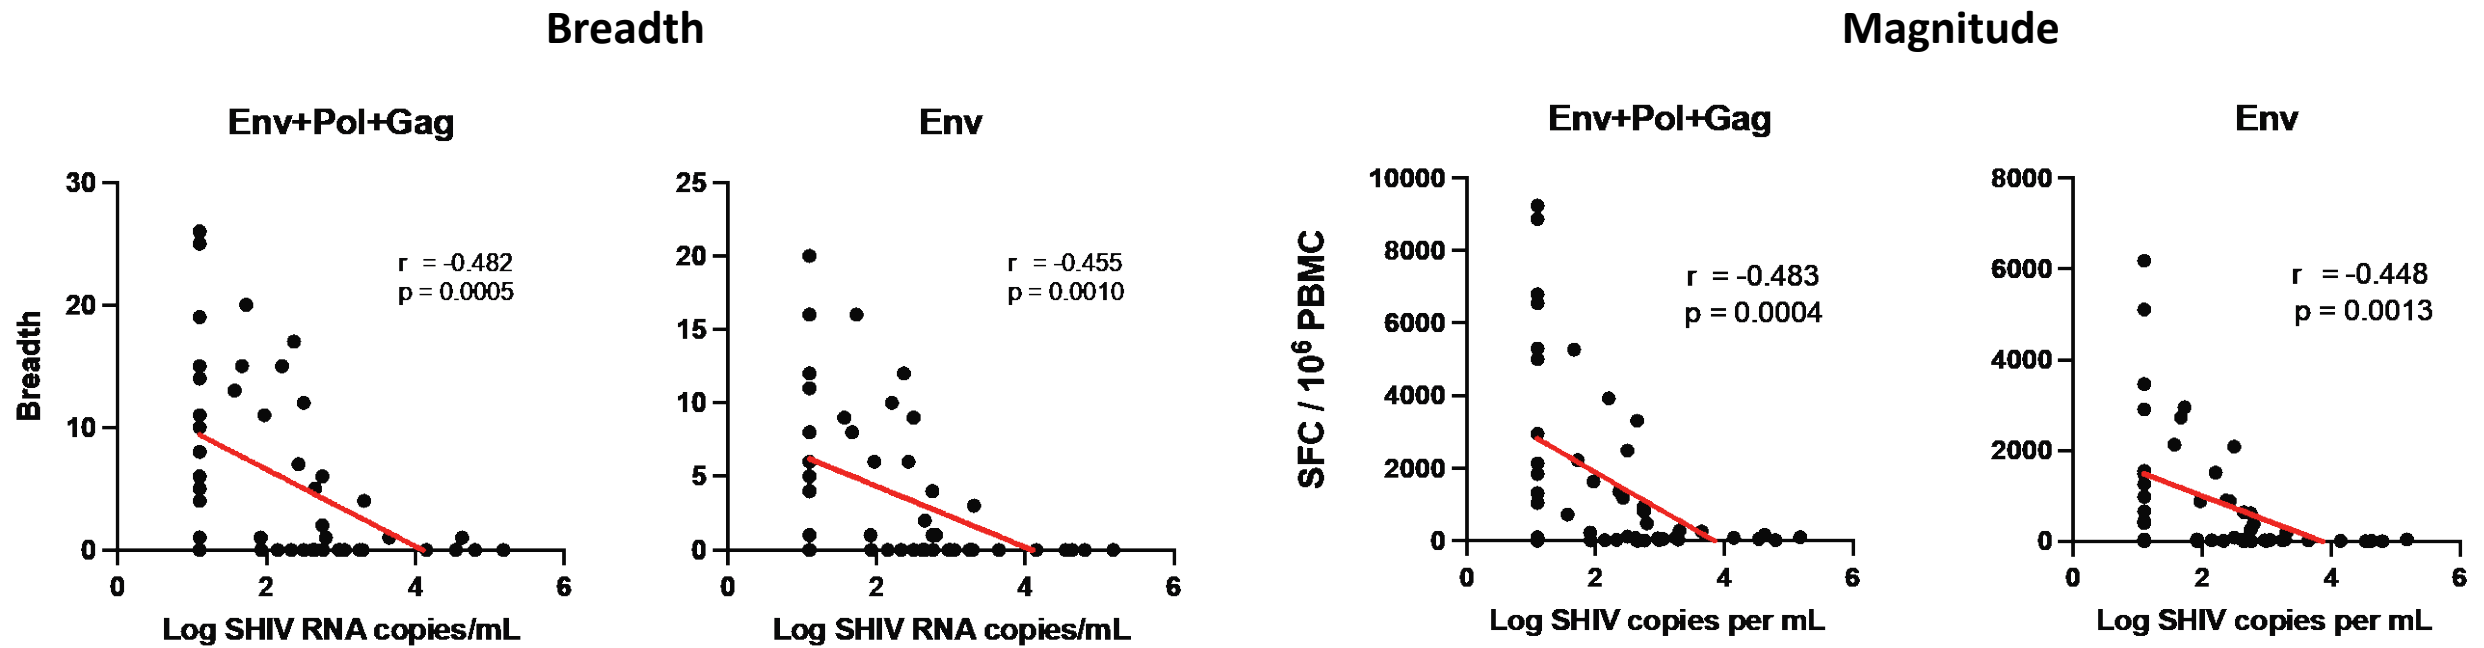 Breadth
Magnitude
Env+Pol+Gag
Breadth
30
20
10
0
r = -0.482
p = 0.0005
0 2 4 6
Log SHIV RNA copies/mL
Env
25
20
15
10
5
0
r = -0.455
p = 0.0010
0 2 4 6
Log SHIV RNA copies/mL
Env+Pol+Gag
SFC / 10⁶ PBMC
10000
8000
6000
4000
2000
0
r = -0.483
p = 0.0004
0 2 4 6
Log SHIV copies per mL
Env
8000
6000
4000
2000
0
r = -0.448
p = 0.0013
0 2 4 6
Log SHIV copies per mL